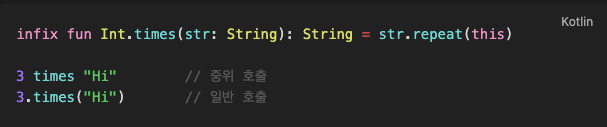 Kotlin
infix fun Int.times(str: String): String = str.repeat(this)
3 times "Hi"        // 중위 호출
3.times("Hi")       // 일반 호출